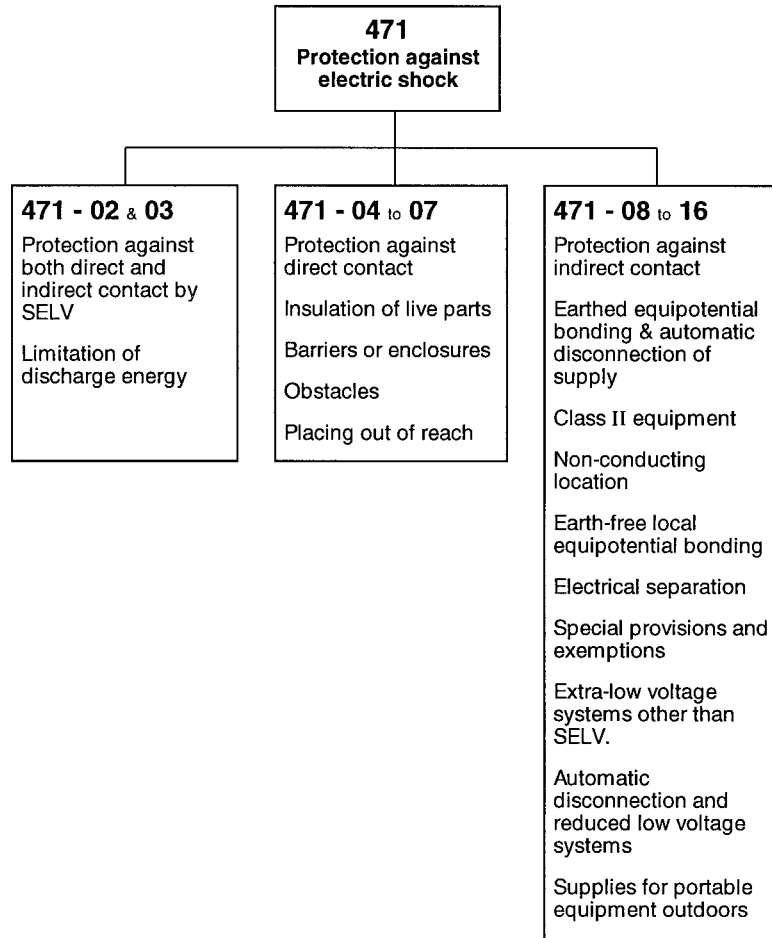 471
Protection against
electric shock
471 - 02 & 03
Protection against
both direct and
indirect contact by
SELV
Limitation of
discharge energy
471 - 04 to 07
Protection against
direct contact
Insulation of live parts
Barriers or enclosures
Obstacles
Placing out of reach
471 - 08 to 16
Protection against
indirect contact
Earthed equipotential
bonding & automatic
disconnection of
supply
Class II equipment
Non-conducting
location
Earth-free local
equipotential bonding
Electrical separation
Special provisions and
exemptions
Extra-low voltage
systems other than
SELV.
Automatic
disconnection and
reduced low voltage
systems
Supplies for portable
equipment outdoors